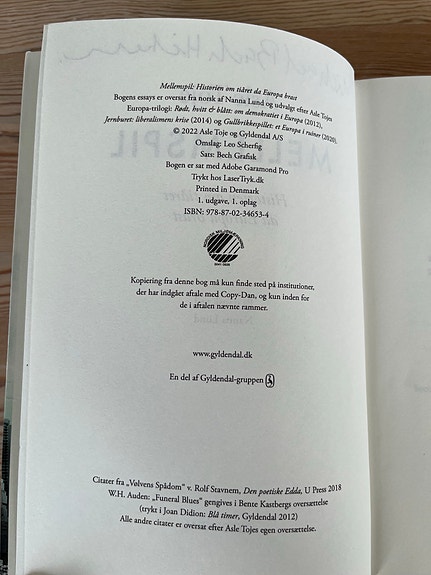 Mellemspil: Historien om tiåret da Europa brast
Bogens essays er oversat fra norsk af Nanna Lund og udvalgt efter Asle Tojes
Europa-trilogi: Rødt, hvitt & blått: om demokratiet i Europa (2012),
Jernburet: liberalismens krise (2014) og Gullbrikkespillet: et Europa i ruiner (2020).
© 2022 Asle Toje og Gyldendal A/S
Omslag: Leo Scherfig
Sats: Bech Grafisk
Bogen er sat med Adobe Garamond Pro
Trykt hos LaserTryk.dk
Printed in Denmark
1. udgave, 1. oplag
ISBN: 978-87-02-34653-4
Kopiering fra denne bog må kun finde sted på institutioner,
der har indgået aftale med Copy-Dan, og kun inden for
de i aftalen nævnte rammer.
www.gyldendal.dk
En del af Gyldendal-gruppen
Citater fra „Vølvens Spådom" v. Rolf Stavnem, Den poetiske Edda, U Press 2018
W.H. Auden: „Funeral Blues" gengives i Bente Kastbergs oversættelse
(trykt i Joan Didion: Blå timer, Gyldendal 2012)
Alle andre citater er oversat efter Asle Tojes egen oversættelse.